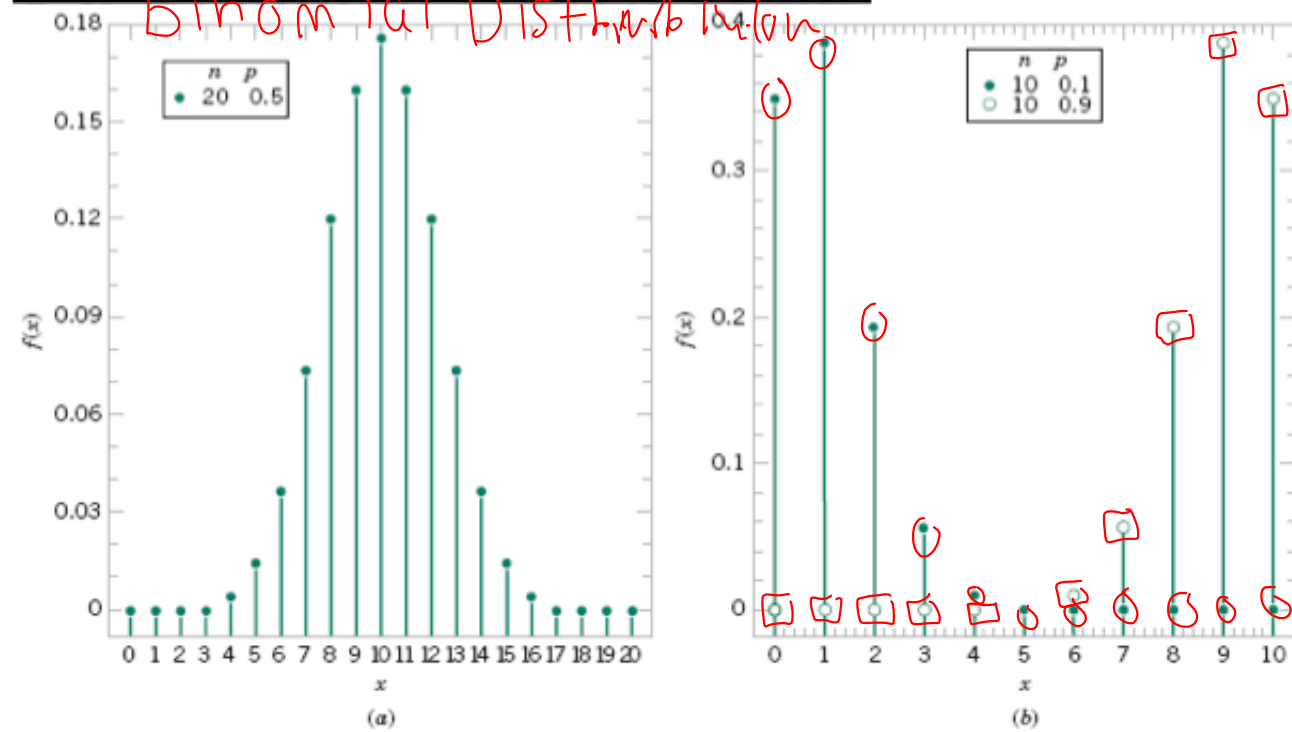 Binomial Distribution
0.18
0.15
0.12
0.09
0.06
0.03
0
f(x)
n p
20 0.5
0 1 2 3 4 5 6 7 8 9 10 11 12 13 14 15 16 17 18 19 20
x
(a)
0.4
0.3
0.2
0.1
0
f(x)
n p
10 0.1
10 0.9
0 1 2 3 4 5 6 7 8 9 10
x
(b)